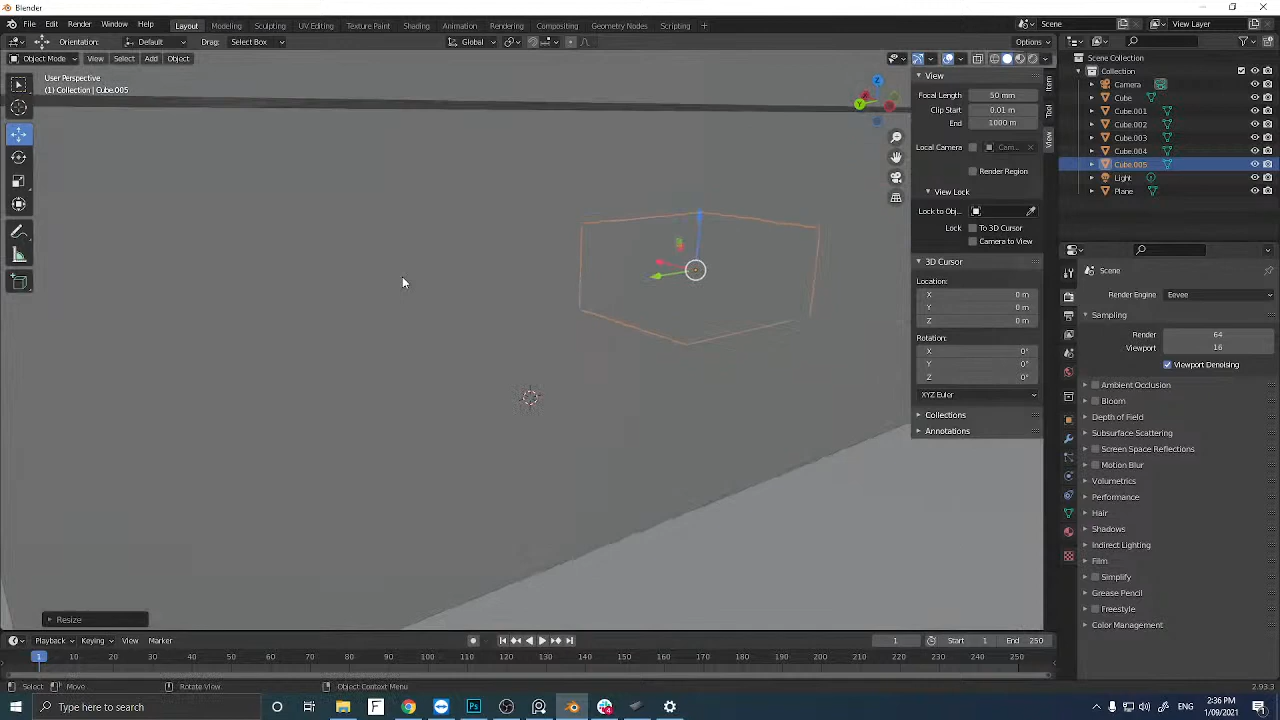 Blender
File Edit Render Window Help Layout Modeling Sculpting UV Editing Texture Paint Shading Animation Rendering Compositing Geometry Nodes Scripting + Scene View Layer
Orientation: Default Drag: Select Box Global Options
Object Mode View Select Add Object
User Perspective
(1) Collection | Cube.005
Z
Y
View
Focal Length 50 mm
Clip Start 0.01 m
End 1000 m
Local Camera Cam...
Render Region
View Lock
Lock to Obj...
Lock To 3D Cursor
Camera to View
3D Cursor
Location:
X 0 m
Y 0 m
Z 0 m
Rotation:
X 0°
Y 0°
Z 0°
XYZ Euler
Collections
Annotations
Item
Tool
View
Scene Collection
Collection
Camera
Cube
Cube.001
Cube.002
Cube.003
Cube.004
Cube.005
Light
Plane
Scene
Render Engine Eevee
Sampling
Render 64
Viewport 16
Viewport Denoising
Ambient Occlusion
Bloom
Depth of Field
Subsurface Scattering
Screen Space Reflections
Motion Blur
Volumetrics
Performance
Hair
Shadows
Indirect Lighting
Film
Simplify
Grease Pencil
Freestyle
Color Management
Resize
Playback Keying View Marker 1 Start 1 End 250
1 10 20 30 40 50 60 70 80 90 100 110 120 130 140 150 160 170 180 190 200 210 220 230 240 250
Select Move Rotate View Object Context Menu 2.93.3
Type here to search F Ps 4 ENG 2:36 PM
1/09/2021